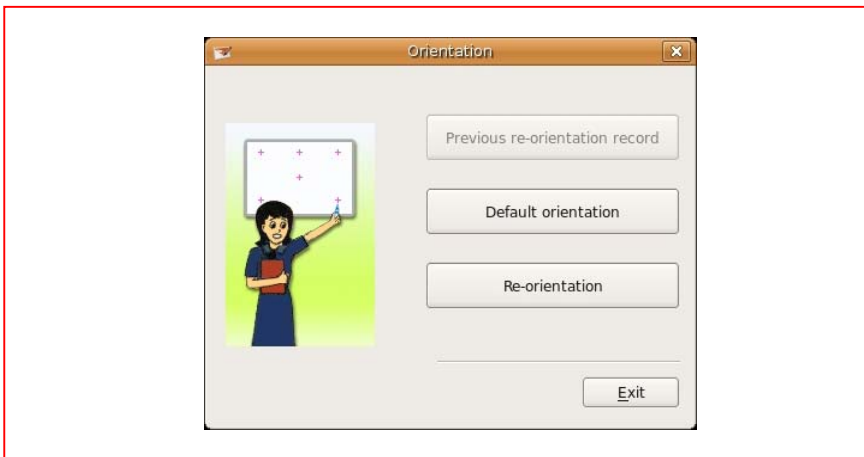 Orientation
Previous re-orientation record
Default orientation
Re-orientation
Exit